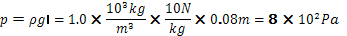 p = ρgl = 1.0 × 10³kg/m³ × 10N/kg × 0.08m = 8 × 10²Pa